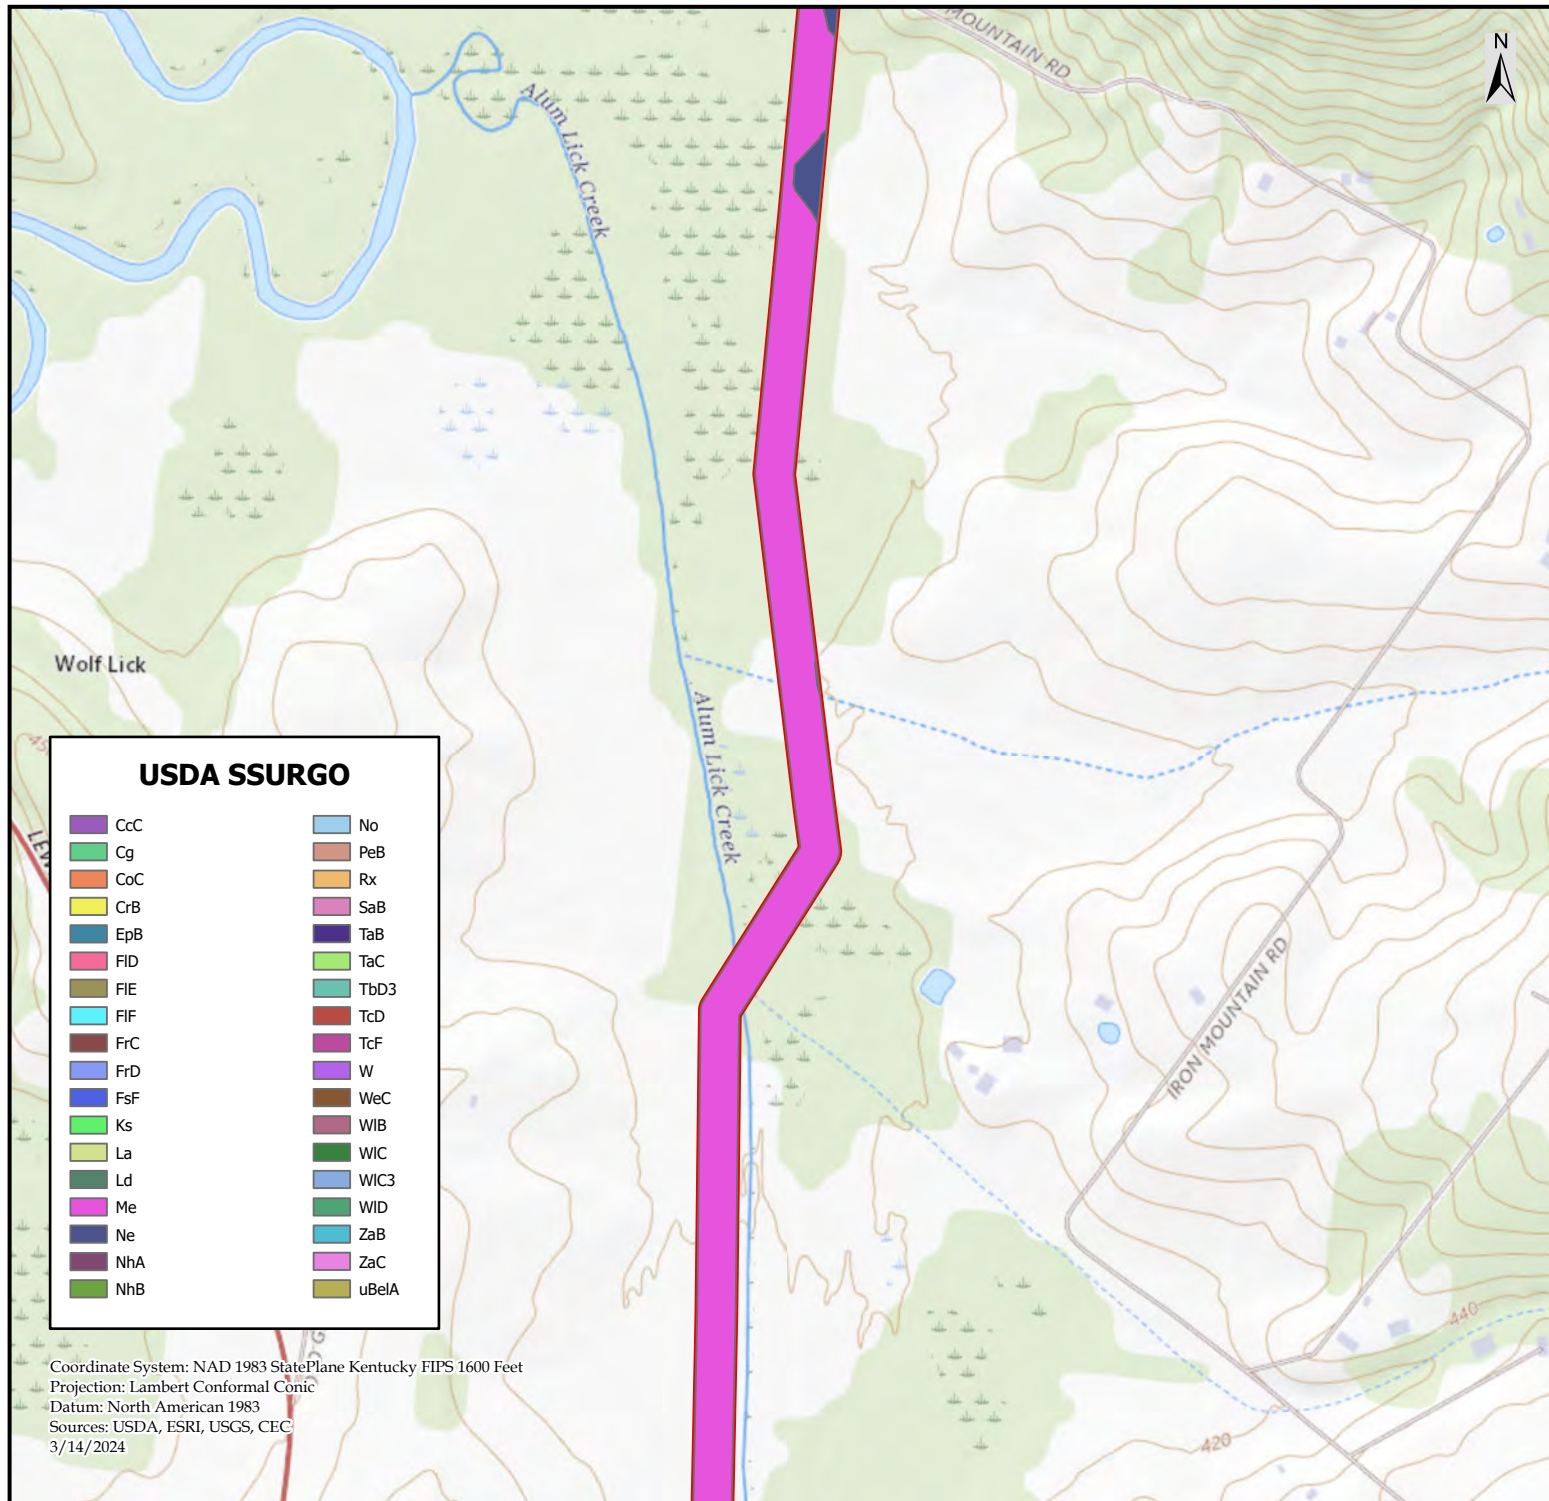 MOUNTAIN RD
N
Alum Lick Creek
Wolf Lick
Alum Lick Creek
USDA SSURGO
CcC
Cg
CoC
CrB
EpB
FlD
FlE
FlF
FrC
FrD
FsF
Ks
La
Ld
Me
Ne
NhA
NhB
No
PeB
Rx
SaB
TaB
TaC
TbD3
TcD
TcF
W
WeC
WlB
WlC
WlC3
WlD
ZaB
ZaC
uBelA
IRON MOUNTAIN RD
440
420
Coordinate System: NAD 1983 StatePlane Kentucky FIPS 1600 Feet
Projection: Lambert Conformal Conic
Datum: North American 1983
Sources: USDA, ESRI, USGS, CEC
3/14/2024